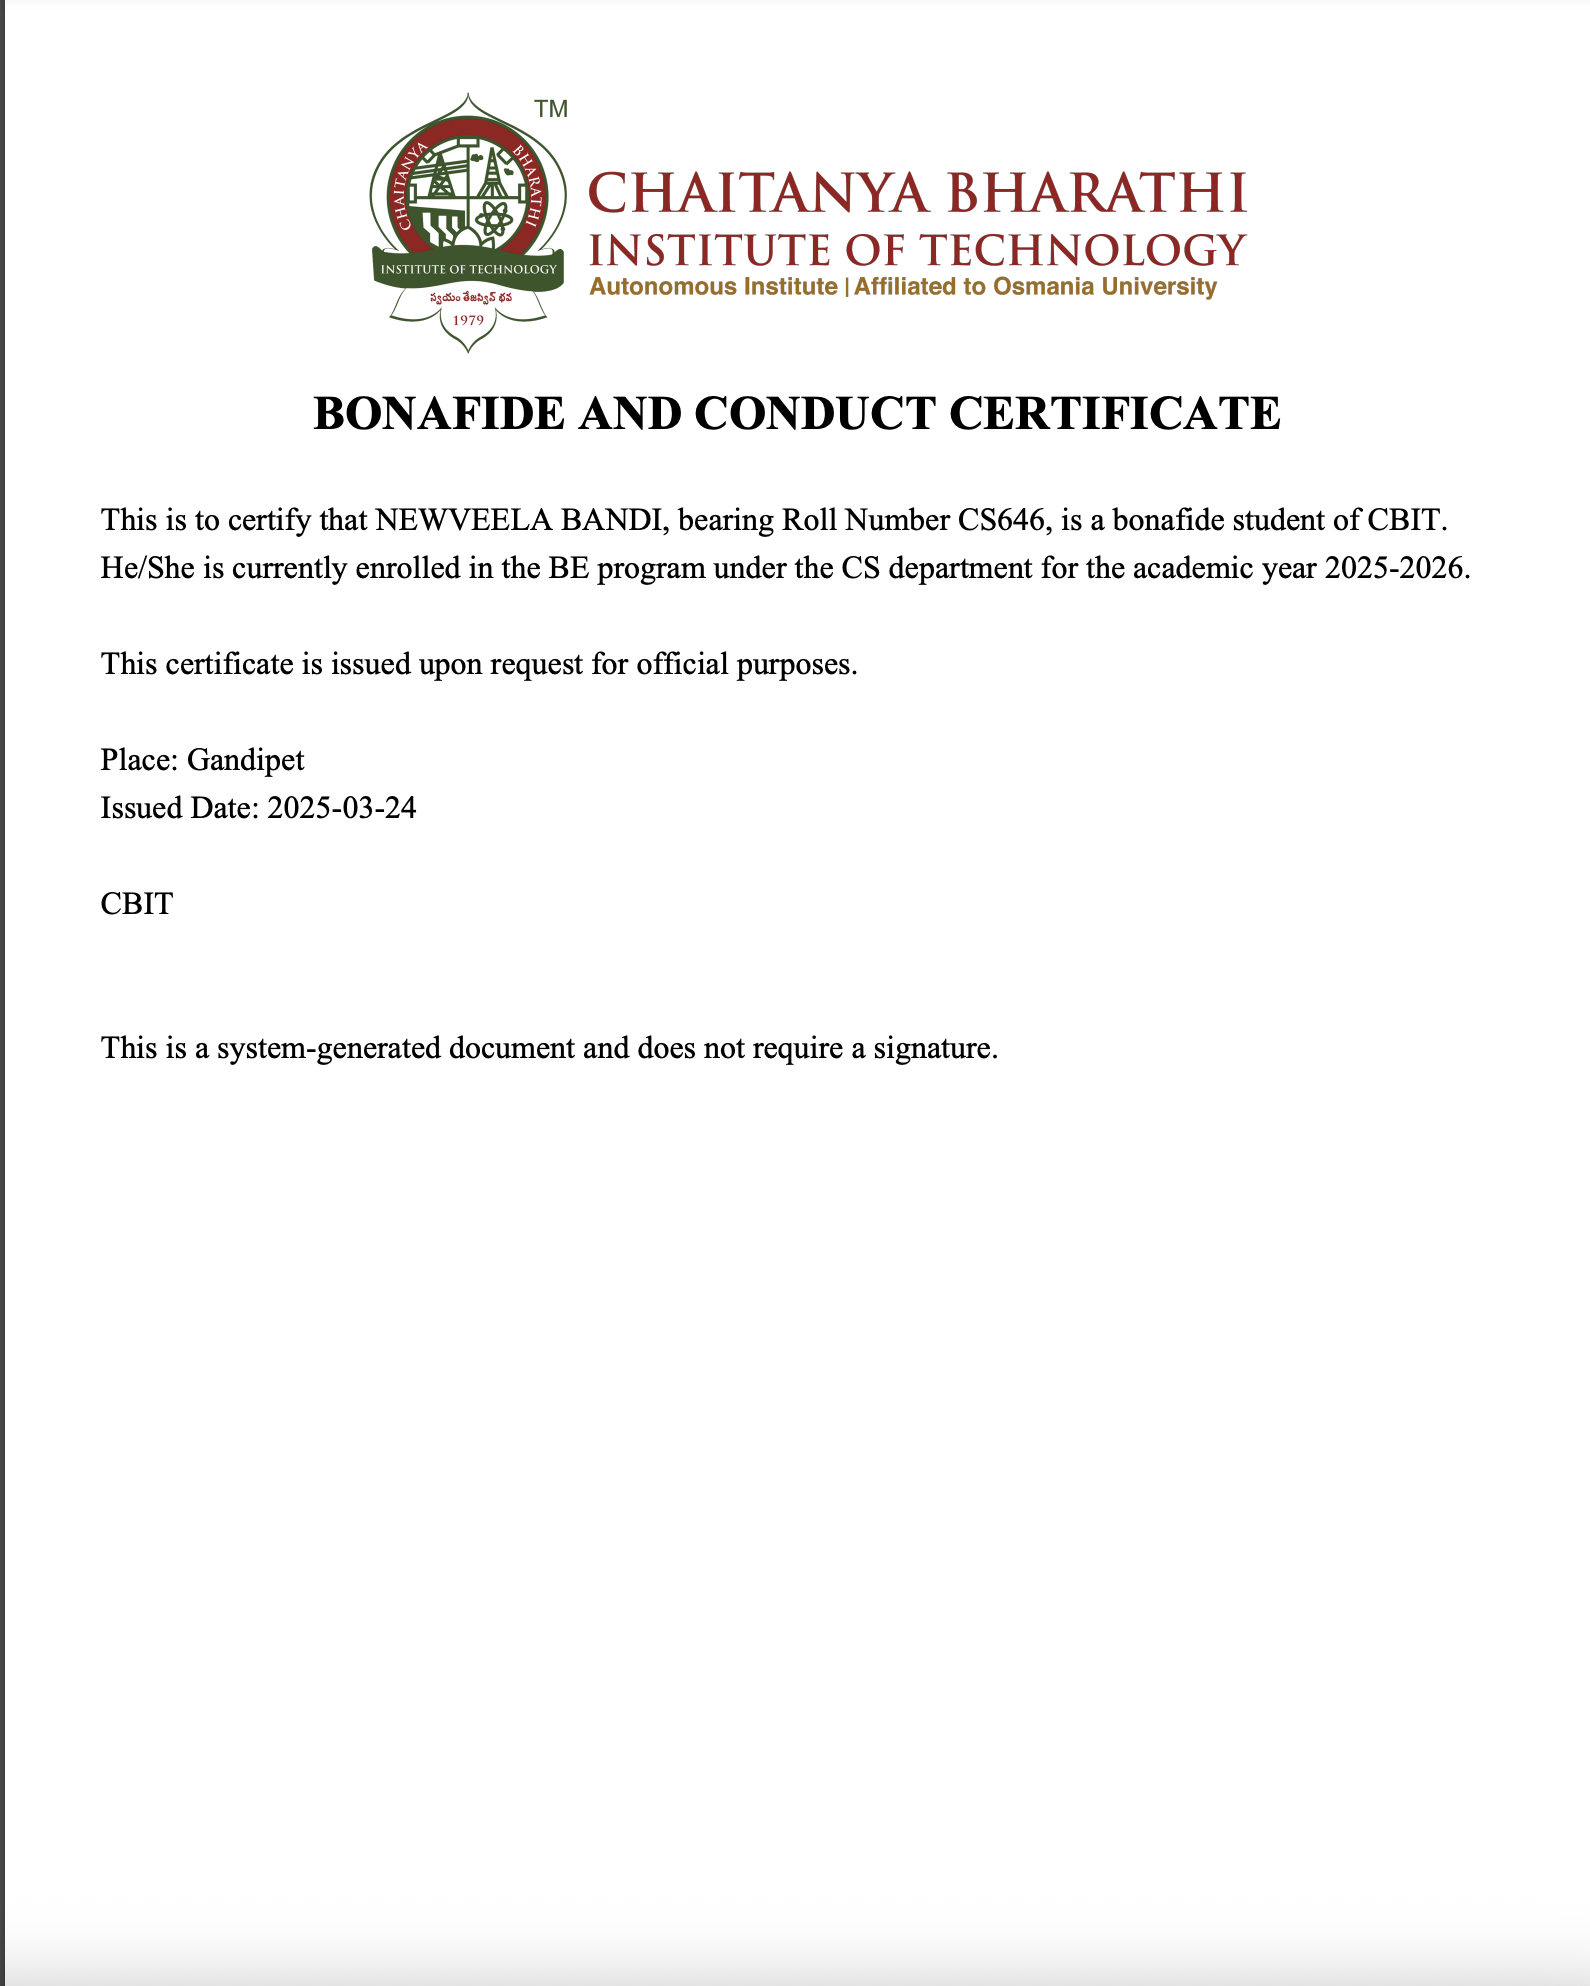 TM
CHAITANYA BHARATHI
INSTITUTE OF TECHNOLOGY
స్వయం తేజస్విన్ భవ
1979
CHAITANYA BHARATHI
INSTITUTE OF TECHNOLOGY
Autonomous Institute | Affiliated to Osmania University
BONAFIDE AND CONDUCT CERTIFICATE
This is to certify that NEWVEELA BANDI, bearing Roll Number CS646, is a bonafide student of CBIT.
He/She is currently enrolled in the BE program under the CS department for the academic year 2025-2026.
This certificate is issued upon request for official purposes.
Place: Gandipet
Issued Date: 2025-03-24
CBIT
This is a system-generated document and does not require a signature.